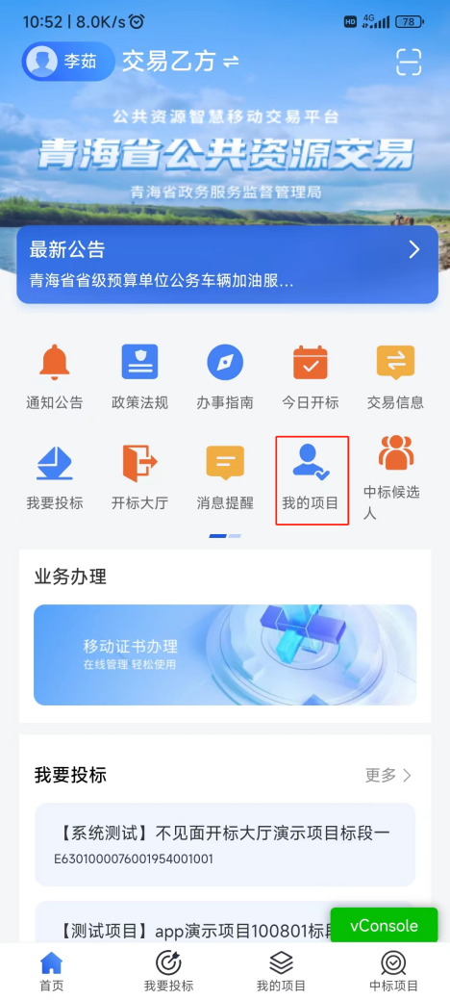 10:52 | 8.0K/s
HD 4G 78
李茹 交易乙方
公共资源智慧移动交易平台
青海省公共资源交易
青海省政务服务监督管理局
最新公告
青海省省级预算单位公务车辆加油服...
通知公告 政策法规 办事指南 今日开标 交易信息
我要投标 开标大厅 消息提醒 我的项目 中标候选
人
业务办理
移动证书办理
在线管理 轻松使用
我要投标 更多
【系统测试】不见面开标大厅演示项目标段一
E6301000076001954001001
【测试项目】app演示项目100801标
vConsole
首页 我要投标 我的项目 中标项目